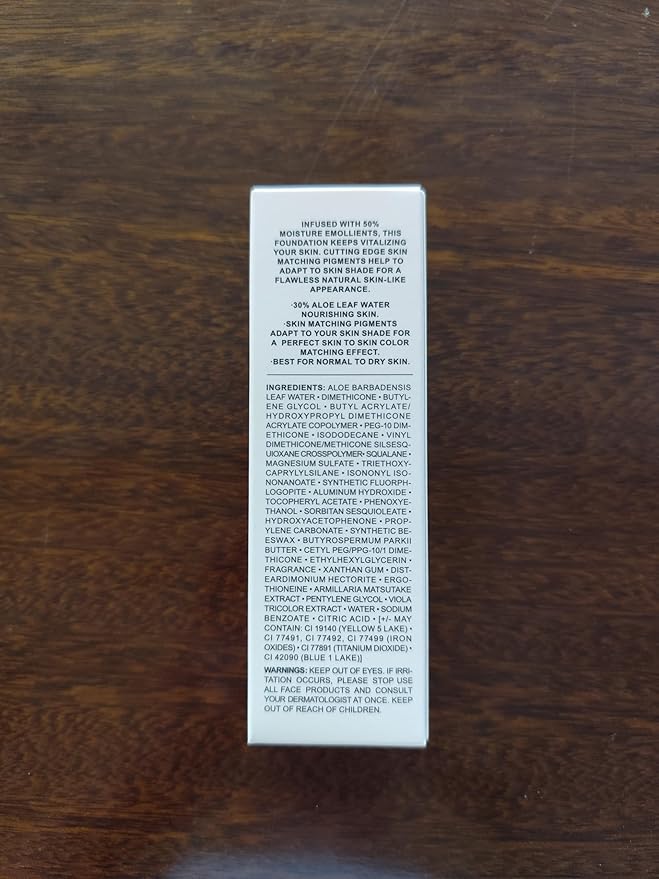 INFUSED WITH 50%
MOISTURE EMOLLIENTS, THIS
FOUNDATION KEEPS VITALIZING
YOUR SKIN. CUTTING EDGE SKIN
MATCHING PIGMENTS HELP TO
ADAPT TO SKIN SHADE FOR A
FLAWLESS NATURAL SKIN-LIKE
APPEARANCE.
·30% ALOE LEAF WATER
NOURISHING SKIN.
·SKIN MATCHING PIGMENTS
ADAPT TO YOUR SKIN SHADE FOR
A PERFECT SKIN TO SKIN COLOR
MATCHING EFFECT.
·BEST FOR NORMAL TO DRY SKIN.
INGREDIENTS: ALOE BARBADENSIS
LEAF WATER • DIMETHICONE • BUTYL-
ENE GLYCOL • BUTYL ACRYLATE/
HYDROXYPROPYL DIMETHICONE
ACRYLATE COPOLYMER • PEG-10 DIM-
ETHICONE • ISODODECANE • VINYL
DIMETHICONE/METHICONE SILSESQ-
UIOXANE CROSSPOLYMER• SQUALANE •
MAGNESIUM SULFATE • TRIETHOXY-
CAPRYLYLSILANE • ISONONYL ISO-
NONANOATE • SYNTHETIC FLUORPH-
LOGOPITE • ALUMINUM HYDROXIDE •
TOCOPHERYL ACETATE • PHENOXYE-
THANOL • SORBITAN SESQUIOLEATE •
HYDROXYACETOPHENONE • PROP-
YLENE CARBONATE • SYNTHETIC BE-
ESWAX • BUTYROSPERMUM PARKII
BUTTER • CETYL PEG/PPG-10/1 DIME-
THICONE • ETHYLHEXYLGLYCERIN •
FRAGRANCE • XANTHAN GUM • DIST-
EARDIMONIUM HECTORITE • ERGO-
THIONEINE • ARMILLARIA MATSUTAKE
EXTRACT • PENTYLENE GLYCOL • VIOLA
TRICOLOR EXTRACT • WATER • SODIUM
BENZOATE • CITRIC ACID • [+/- MAY
CONTAIN: CI 19140 (YELLOW 5 LAKE) •
CI 77491, CI 77492, CI 77499 (IRON
OXIDES) • CI 77891 (TITANIUM DIOXIDE) •
CI 42090 (BLUE 1 LAKE)]
WARNINGS: KEEP OUT OF EYES. IF IRRI-
TATION OCCURS, PLEASE STOP USE
ALL FACE PRODUCTS AND CONSULT
YOUR DERMATOLOGIST AT ONCE. KEEP
OUT OF REACH OF CHILDREN.